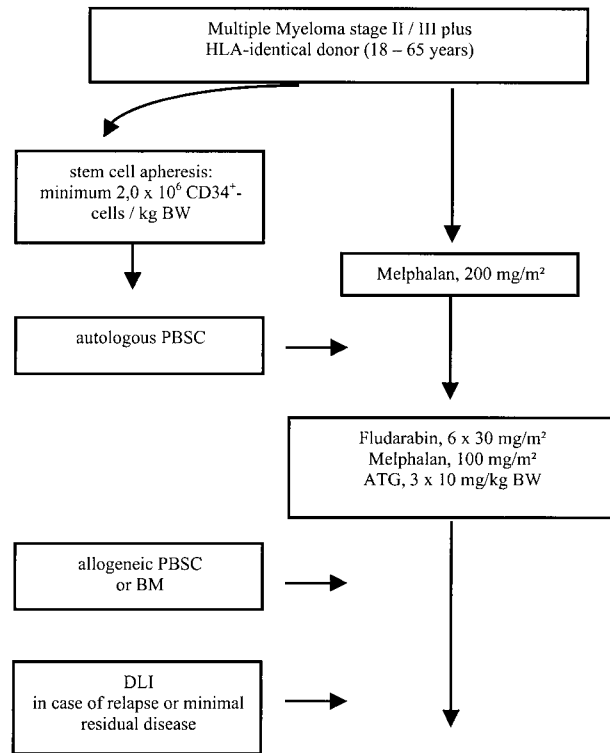 Multiple Myeloma stage II / III plus
HLA-identical donor (18 – 65 years)
stem cell apheresis:
minimum 2,0 x 10⁶ CD34⁺-
cells / kg BW
Melphalan, 200 mg/m²
autologous PBSC
Fludarabin, 6 x 30 mg/m²
Melphalan, 100 mg/m²
ATG, 3 x 10 mg/kg BW
allogeneic PBSC
or BM
DLI
in case of relapse or minimal
residual disease